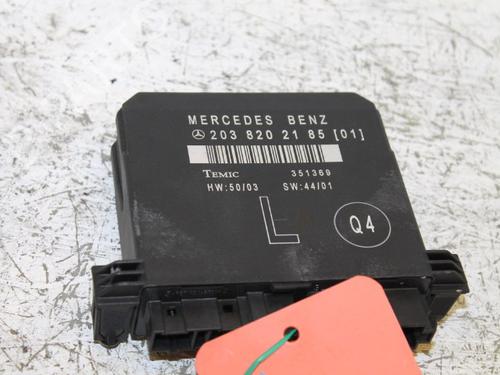 MERCEDES BENZ
203 820 21 85 [01]
TEMIC 351369
HW:50/03 SW:44/01
L
Q4